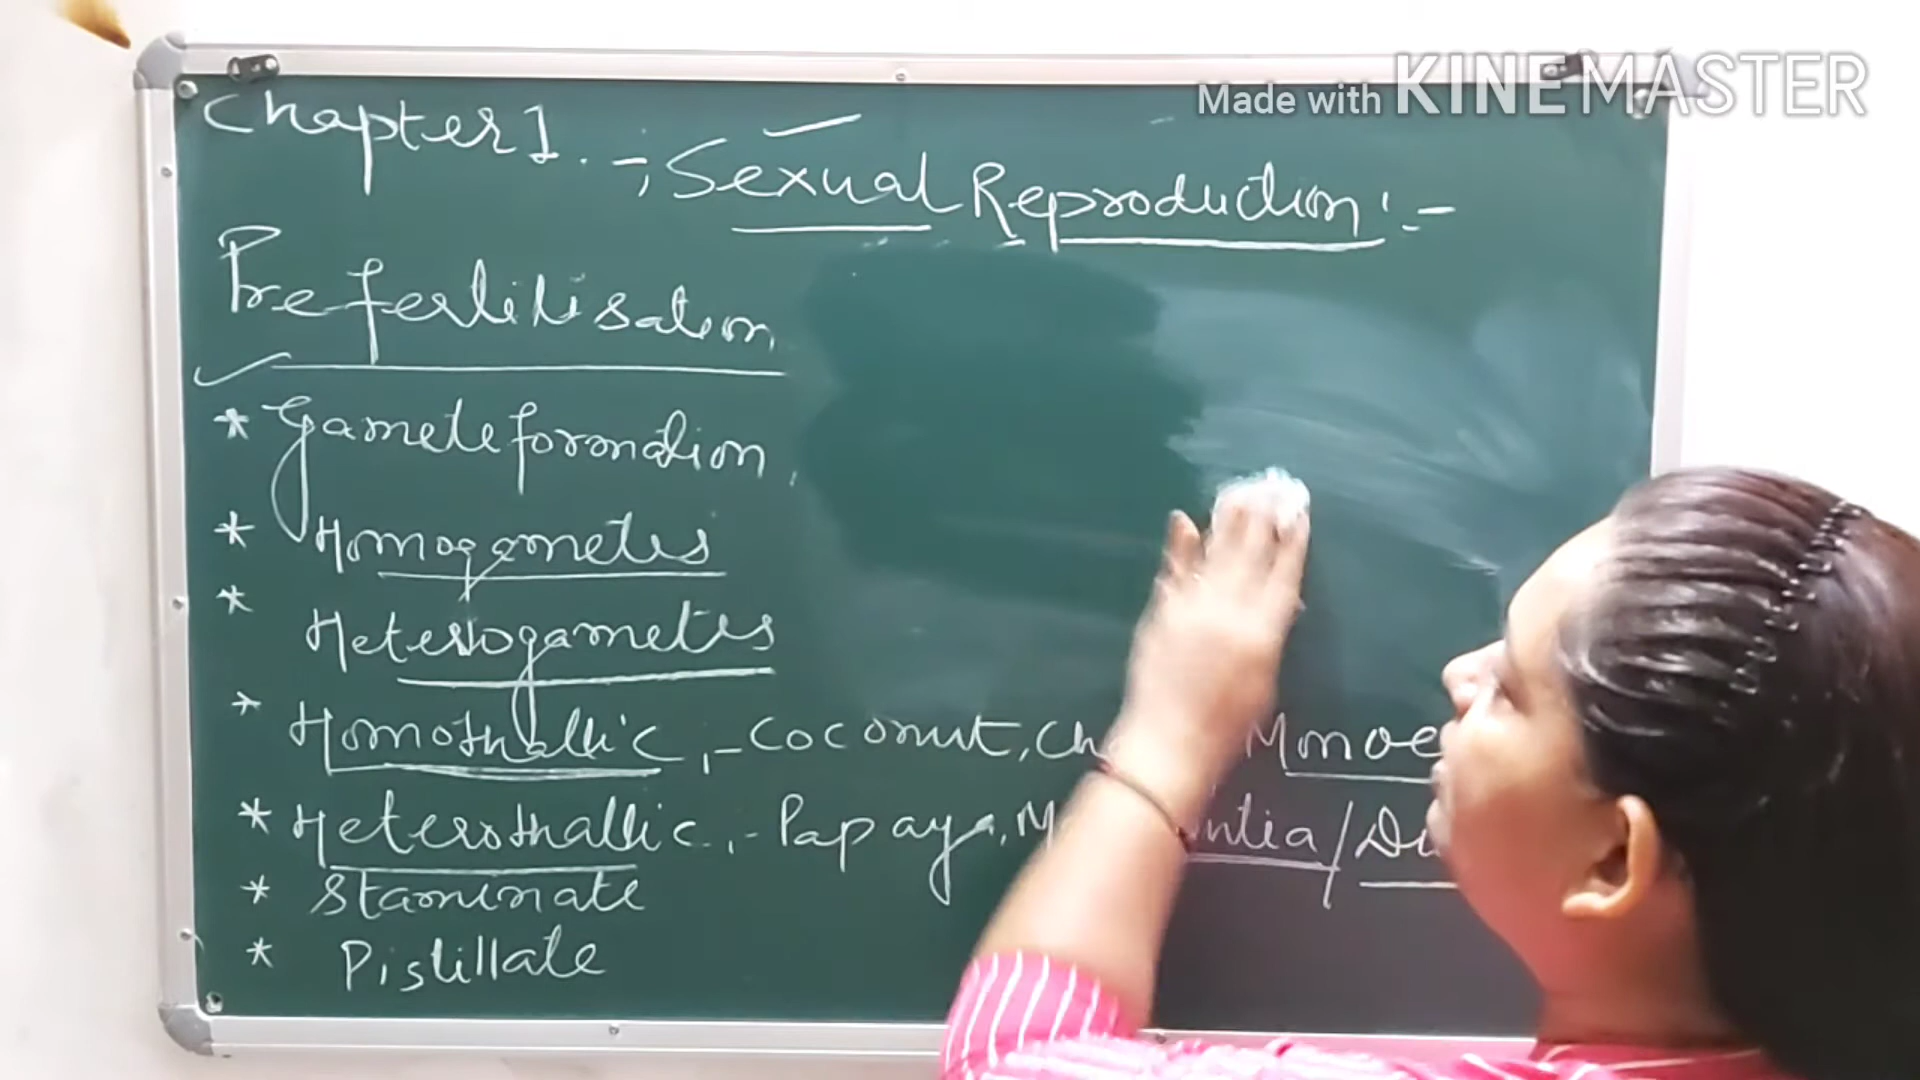 Made with KINEMASTER
Chapter 1. -; Sexual Reproduction :-
Pre fertilisation
* Gamete formation,
* Homogametes
* Heterogametes
* Homothallic, - Coconut,
* Heterothallic, - Papaya,
* Staminate
* Pistillate